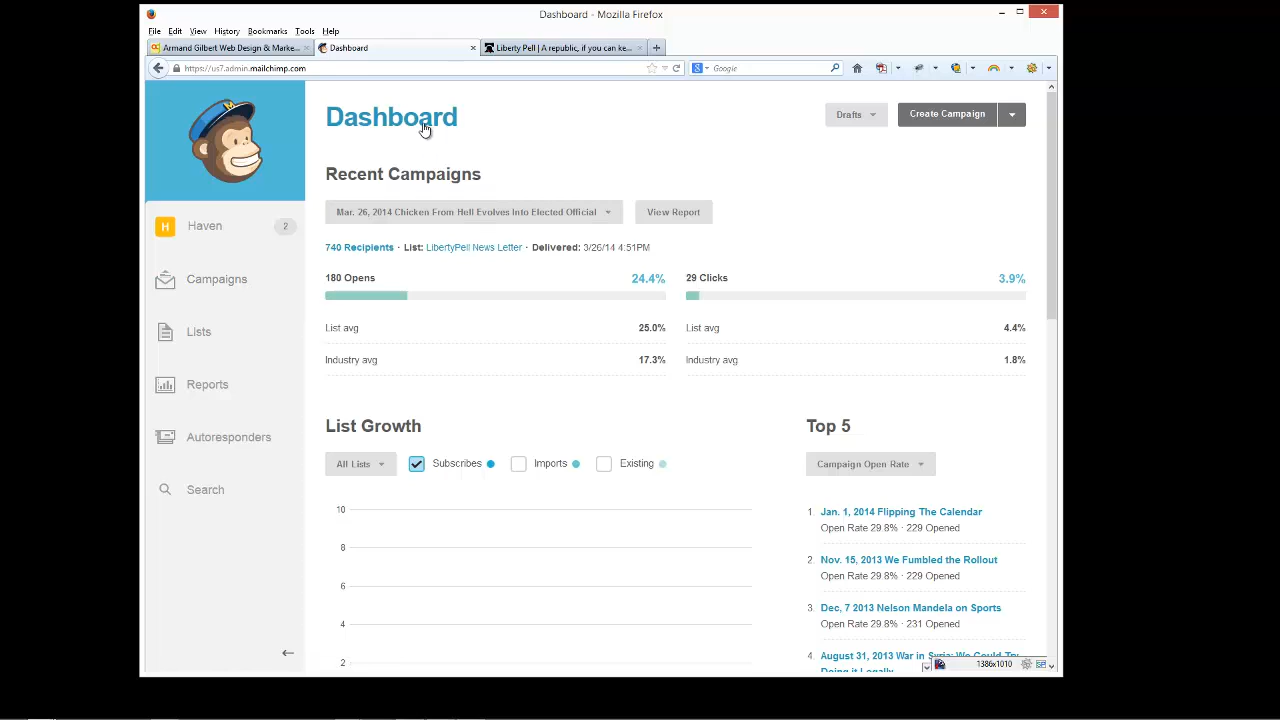 Dashboard - Mozilla Firefox
File Edit View History Bookmarks Tools Help
Armand Gilbert Web Design & Marke...
Dashboard
Liberty Pell | A republic, if you can ke...
https://us7.admin.mailchimp.com
Google
Dashboard
Drafts
Create Campaign
Recent Campaigns
Mar. 26, 2014 Chicken From Hell Evolves Into Elected Official
View Report
740 Recipients · List: LibertyPell News Letter · Delivered: 3/26/14 4:51PM
180 Opens 24.4%
29 Clicks 3.9%
List avg 25.0%
List avg 4.4%
Industry avg 17.3%
Industry avg 1.8%
H Haven 2
Campaigns
Lists
Reports
Autoresponders
Search
List Growth
All Lists
Subscribes
Imports
Existing
10
8
6
4
2
Top 5
Campaign Open Rate
1. Jan. 1, 2014 Flipping The Calendar
Open Rate 29.8% · 229 Opened
2. Nov. 15, 2013 We Fumbled the Rollout
Open Rate 29.8% · 229 Opened
3. Dec, 7 2013 Nelson Mandela on Sports
Open Rate 29.8% · 231 Opened
4. August 31, 2013 War in Syria: We Could Try
Doing it Legally
1386x1010